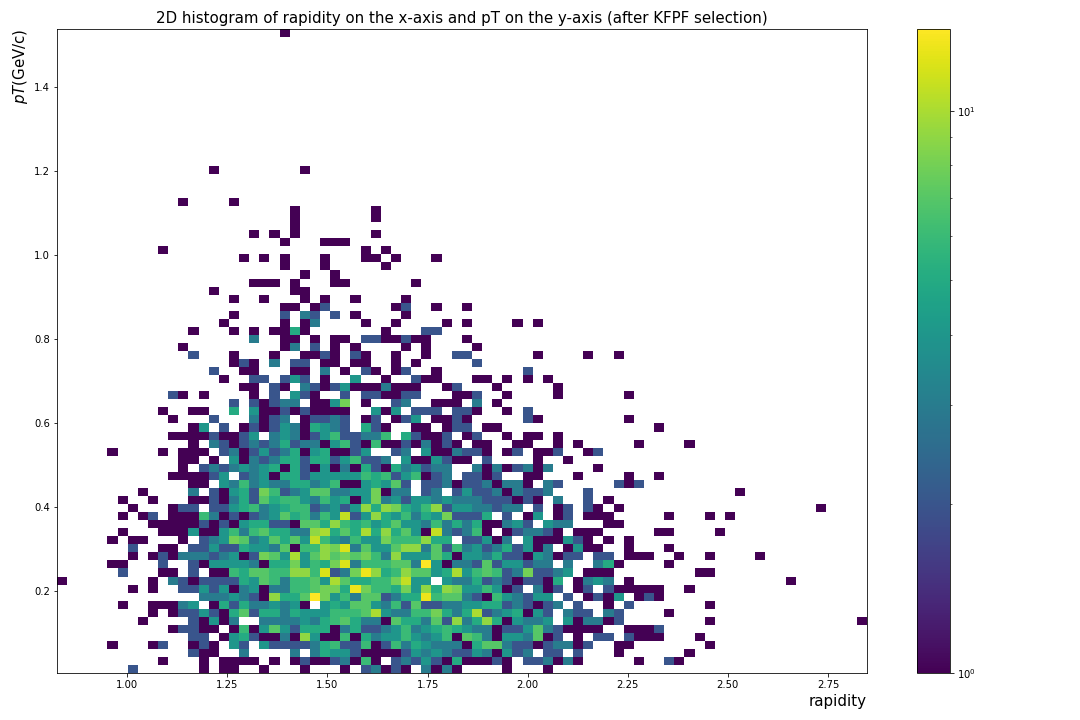 2D histogram of rapidity on the x-axis and pT on the y-axis (after KFPF selection)
pT(GeV/c)
1.4
1.2
1.0
0.8
0.6
0.4
0.2
1.00 1.25 1.50 1.75 2.00 2.25 2.50 2.75
rapidity
10¹
10⁰